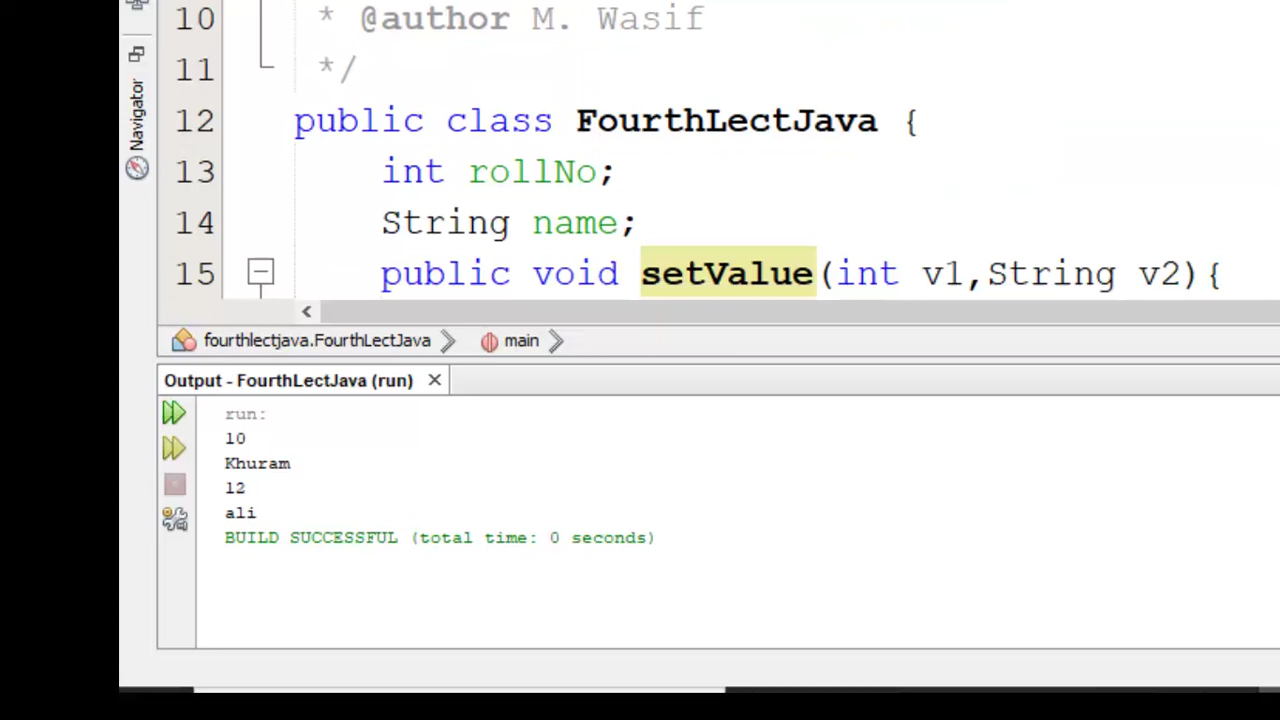 10 * @author M. Wasif
11 */
12 public class FourthLectJava {
13 int rollNo;
14 String name;
15 public void setValue(int v1,String v2){
Navigator
fourthlectjava.FourthLectJava main
Output - FourthLectJava (run)
run:
10
Khuram
12
ali
BUILD SUCCESSFUL (total time: 0 seconds)